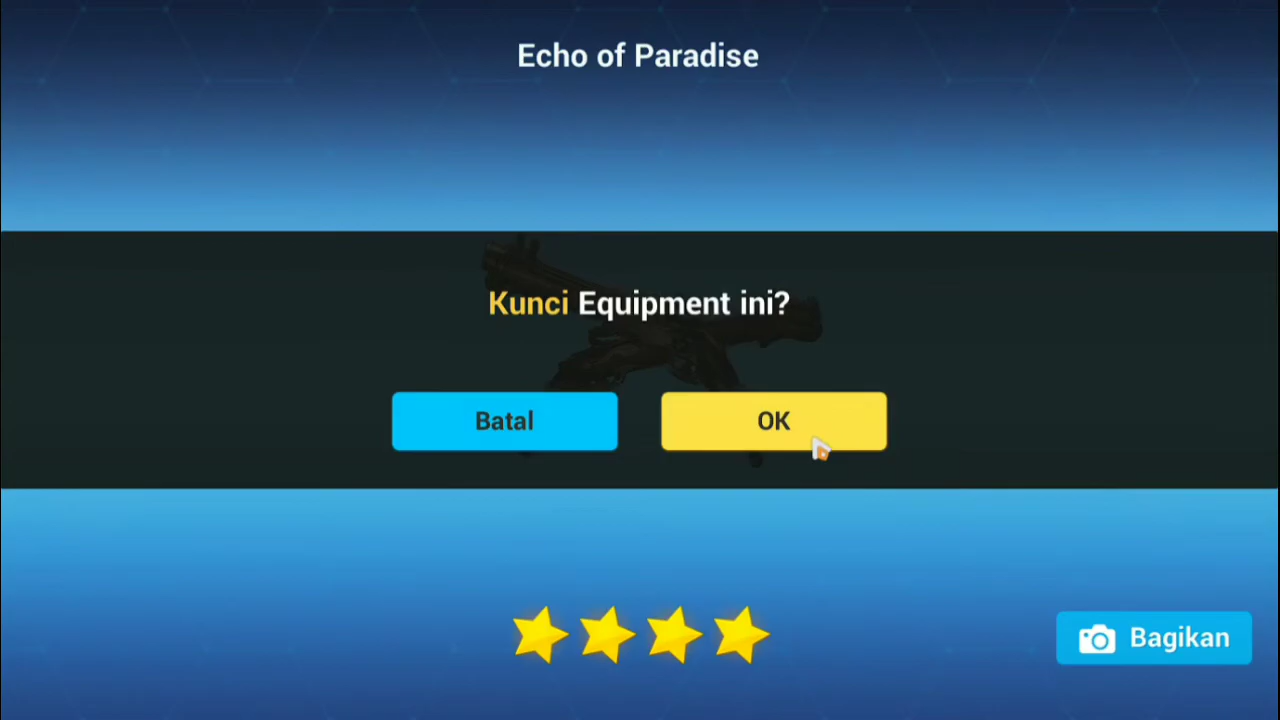 Echo of Paradise
Kunci Equipment ini?
Batal
OK
Bagikan